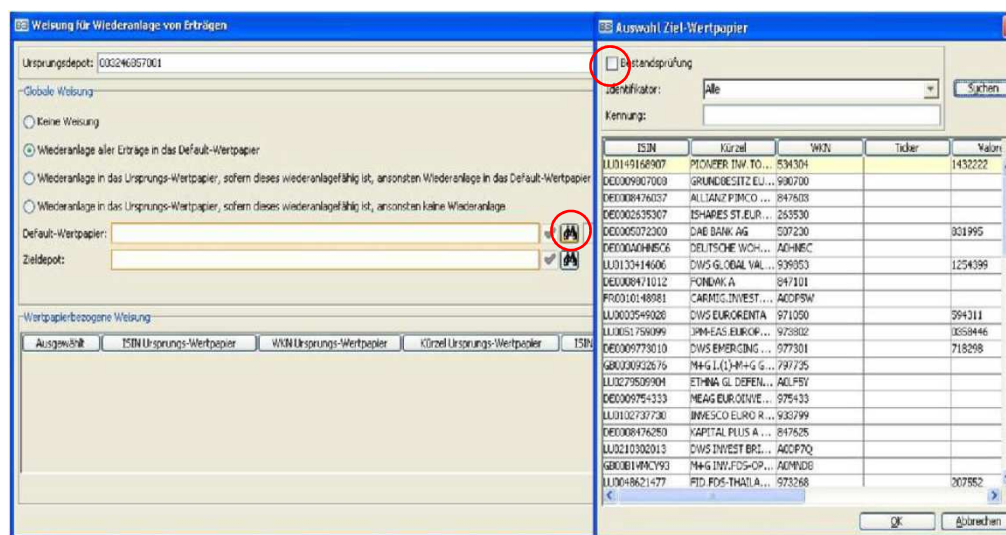 Weisung für Wiederanlage von Erträgen
Ursprungsdepot: 003246857001
Globale Weisung
Keine Weisung
Wiederanlage aller Erträge in das Default-Wertpapier
Wiederanlage in das Ursprungs-Wertpapier, sofern dieses wiederanlagefähig ist, ansonsten Wiederanlage in das Default-Wertpapier
Wiederanlage in das Ursprungs-Wertpapier, sofern dieses wiederanlagefähig ist, ansonsten keine Wiederanlage
Default-Wertpapier:
Zieldepot:
Wertpapierbezogene Weisung
Ausgewählt ISIN Ursprungs-Wertpapier WKN Ursprungs-Wertpapier Kürzel Ursprungs-Wertpapier ISIN
Auswahl Ziel-Wertpapier
Bestandsprüfung
Identifikator: Alle Suchen
Kennung:
ISIN Kürzel WKN Ticker Valore
LU0149168907 PIONEER INV. TO... 534304 1432222
DE0009807008 GRUNDBESITZ EU... 980700
DE0008476037 ALLIANZ PIMCO ... 847603
DE0002635307 ISHARES ST.EUR... 263530
DE0005072300 DAB BANK AG 507230 831995
DE000A0HN5C6 DEUTSCHE WOH... A0HN5C
LU0133414606 DWS GLOBAL VAL... 939853 1254399
DE0008471012 FONDAK A 847101
FR0010148981 CARMIG.INVEST.... A0DP5W
LU0003549028 DWS EURORENTA 971050 594311
LU0051759099 JPM-EAS.EUROP... 973802 0358446
DE0009773010 DWS EMERGING ... 977301 718298
GB0030932676 M+G I.(1)-M+G G... 797735
LU0279509904 ETHNA GL DEFEN... A0LF5Y
DE0009754333 MEAG EUROINVE... 975433
LU0102737730 INVESCO EURO R... 933799
DE0008476250 KAPITAL PLUS A ... 847625
LU0210302013 DWS INVEST BRI... A0DP7Q
GB00B1VMCY93 M+G INV.FDS-OP... A0MND8
LU0048621477 FID.FDS-THAILA... 973268 207552
OK Abbrechen